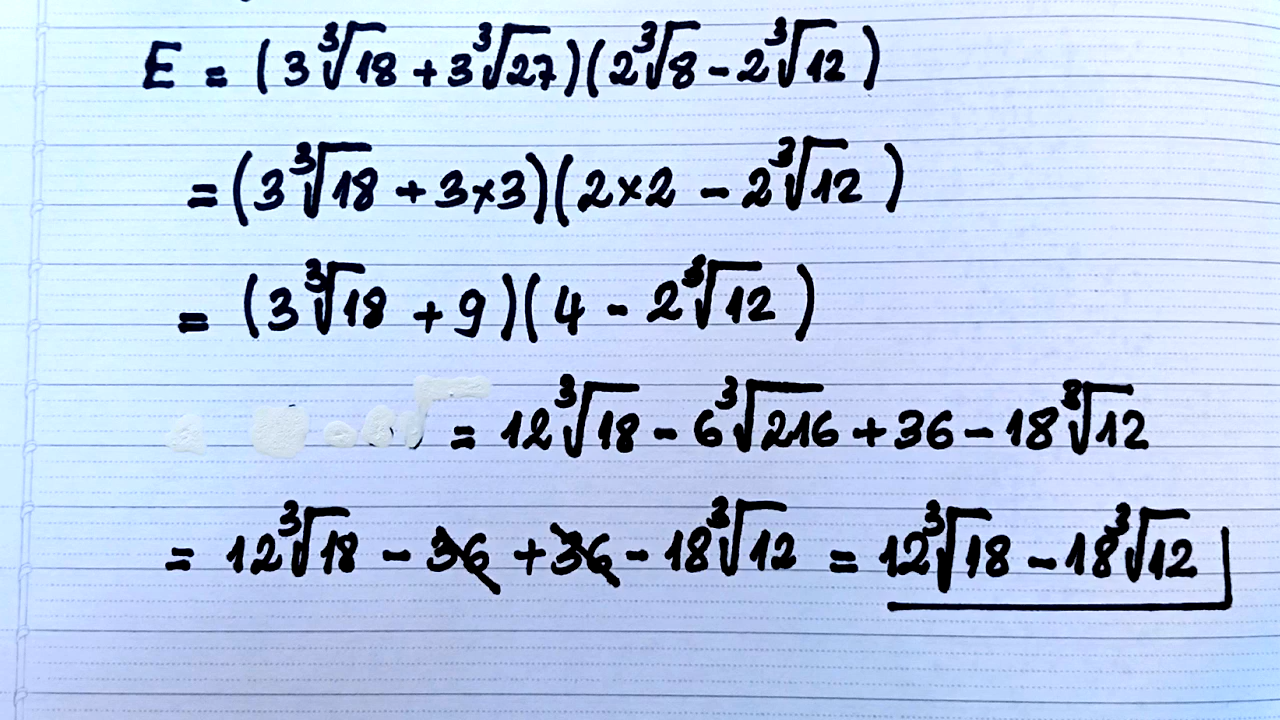 E = (3∛18 + 3∛27)(2∛8 - 2∛12)
= (3∛18 + 3×3)(2×2 - 2∛12)
= (3∛18 + 9)(4 - 2∛12)
= 12∛18 - 6∛216 + 36 - 18∛12
= 12∛18 - 36 + 36 - 18∛12 = 12∛18 - 18∛12